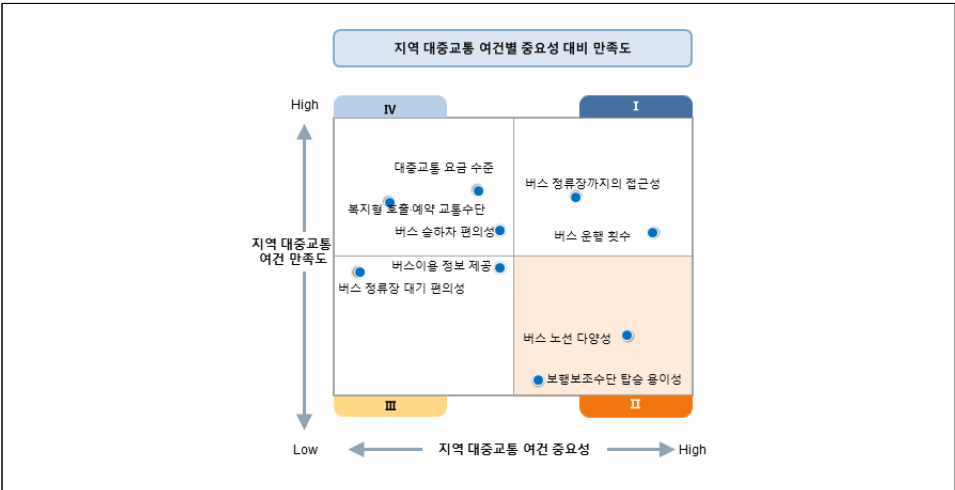 지역 대중교통 여건별 중요성 대비 만족도
High
IV
I
대중교통 요금 수준
버스 정류장까지의 접근성
복지형 호출·예약 교통수단
버스 승하차 편의성
버스 운행 횟수
지역 대중교통
여건 만족도
버스이용 정보 제공
버스 정류장 대기 편의성
버스 노선 다양성
보행보조수단 탑승 용이성
III
II
Low
지역 대중교통 여건 중요성
High